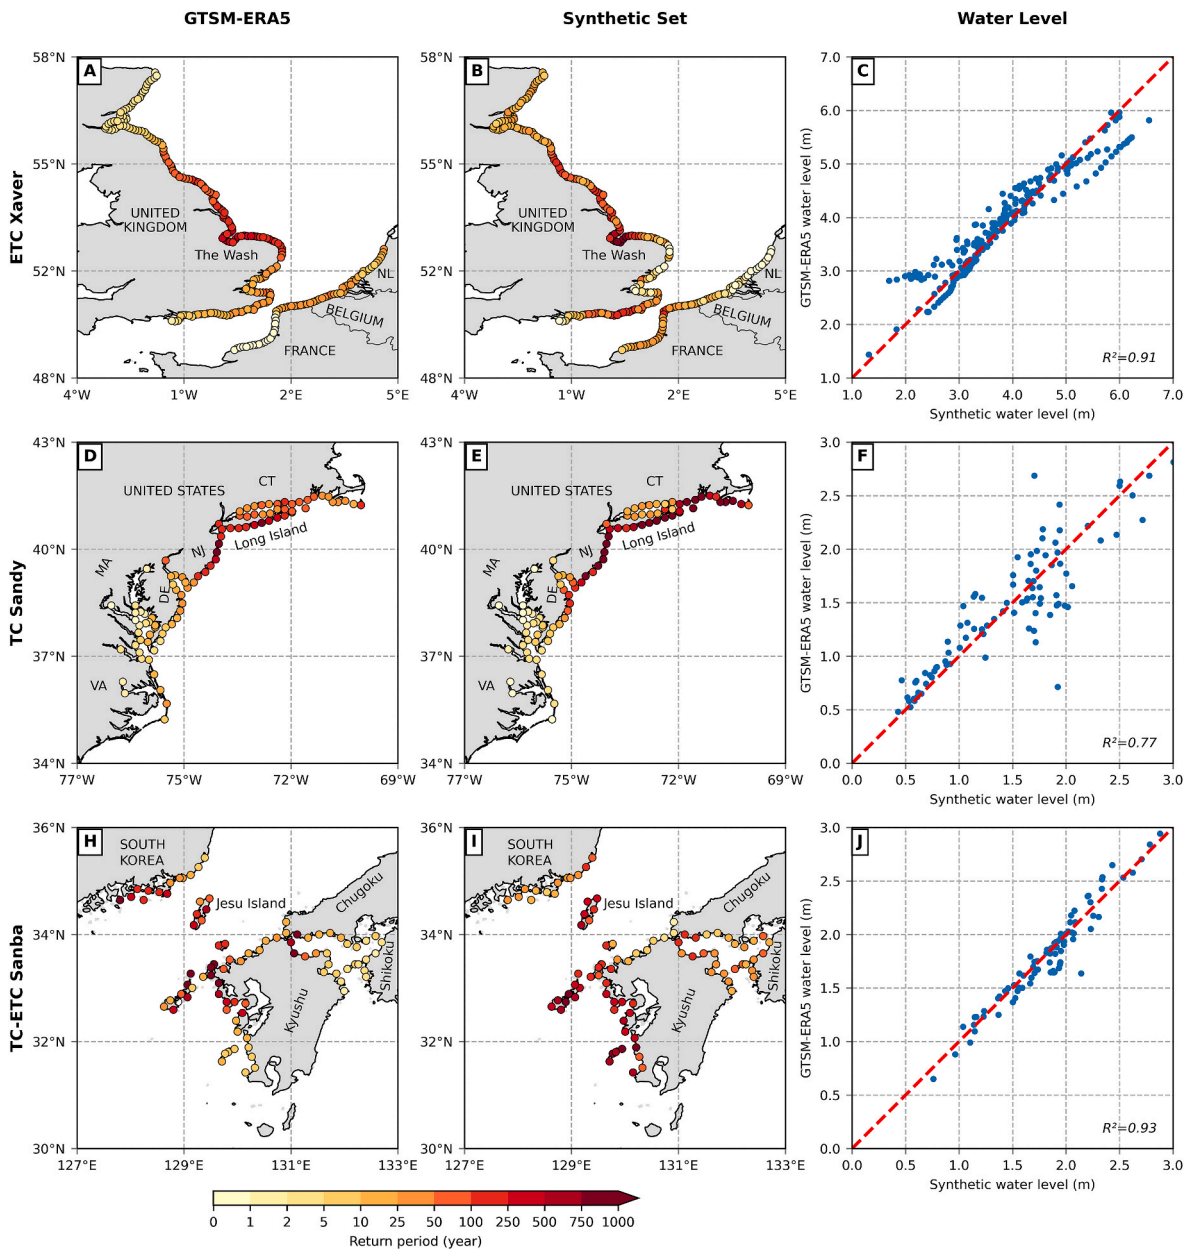 GTSM-ERA5
Synthetic Set
Water Level
ETC Xaver
A
58°N
55°N
52°N
48°N
4°W
1°W
2°E
5°E
UNITED
KINGDOM
The Wash
NL
BELGIUM
FRANCE
B
58°N
55°N
52°N
48°N
4°W
1°W
2°E
5°E
UNITED
KINGDOM
The Wash
NL
BELGIUM
FRANCE
C
GTSM-ERA5 water level (m)
7.0
6.0
5.0
4.0
3.0
2.0
1.0
1.0 2.0 3.0 4.0 5.0 6.0 7.0
Synthetic water level (m)
R²=0.91
TC Sandy
D
43°N
40°N
37°N
34°N
77°W
75°W
72°W
69°W
UNITED STATES
CT
Long Island
NJ
MA
DE
VA
E
43°N
40°N
37°N
34°N
77°W
75°W
72°W
69°W
UNITED STATES
CT
Long Island
NJ
MA
DE
VA
F
GTSM-ERA5 water level (m)
3.0
2.5
2.0
1.5
1.0
0.5
0.0
0.0 0.5 1.0 1.5 2.0 2.5 3.0
Synthetic water level (m)
R²=0.77
TC-ETC Sanba
H
36°N
34°N
32°N
30°N
127°E
129°E
131°E
133°E
SOUTH
KOREA
Jesu Island
Chugoku
Shikoku
Kyushu
I
36°N
34°N
32°N
30°N
127°E
129°E
131°E
133°E
SOUTH
KOREA
Jesu Island
Chugoku
Shikoku
Kyushu
J
GTSM-ERA5 water level (m)
3.0
2.5
2.0
1.5
1.0
0.5
0.0
0.0 0.5 1.0 1.5 2.0 2.5 3.0
Synthetic water level (m)
R²=0.93
0 1 2 5 10 25 50 100 250 500 750 1000
Return period (year)